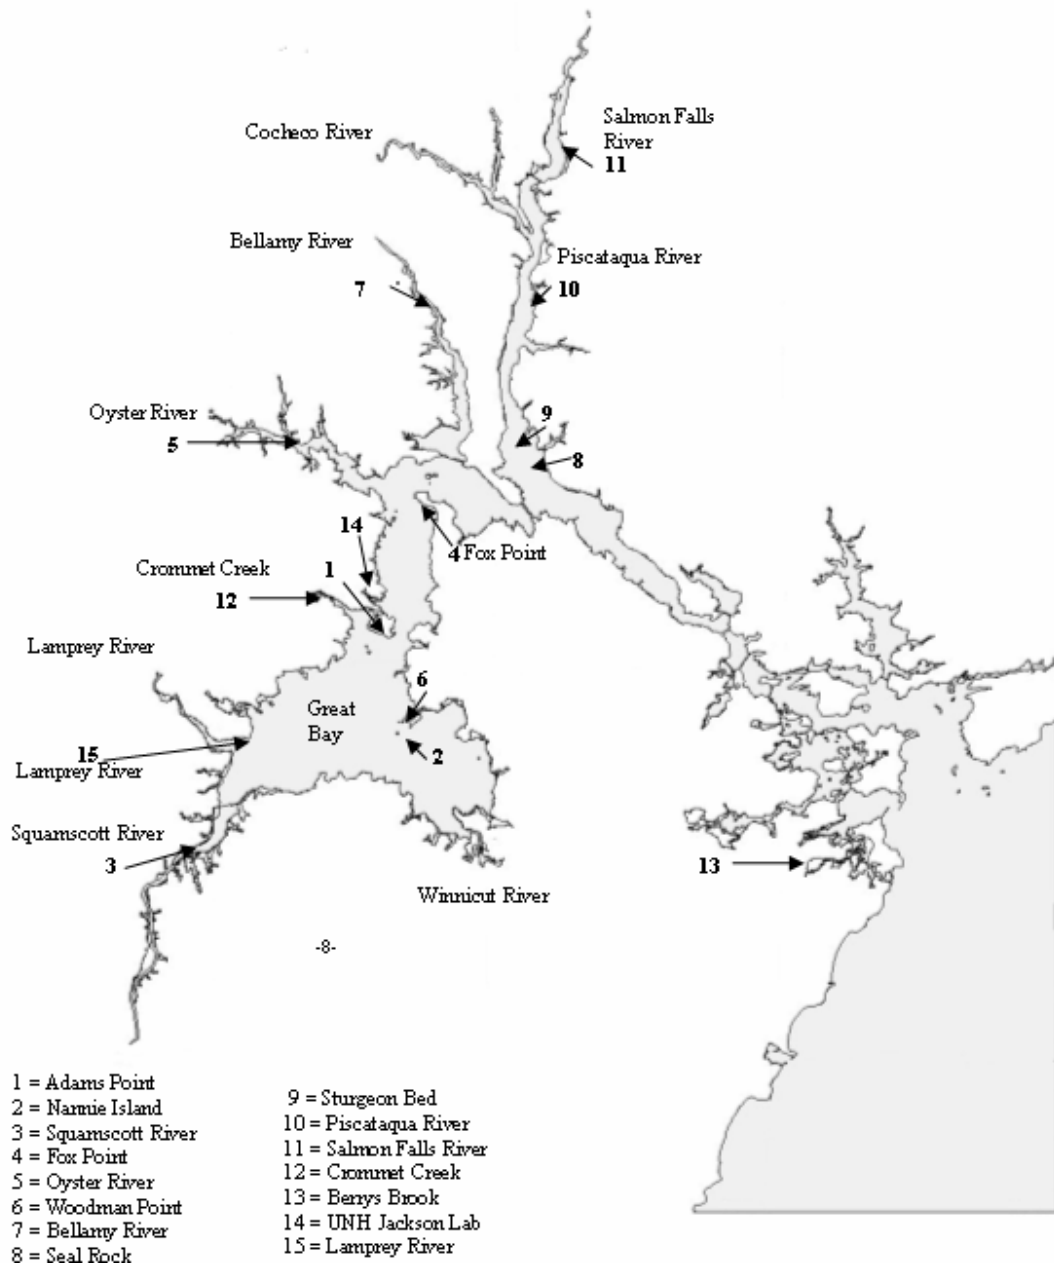 Salmon Falls
River
11
Cocheco River
Bellamy River
7
Piscataqua River
10
Oyster River
5
9
8
14
4 Fox Point
1
Crommet Creek
12
Lamprey River
6
Great
Bay
2
15
Lamprey River
Squamscott River
3
13
Winnicut River
-8-
1 = Adams Point
2 = Nannie Island
3 = Squamscott River
4 = Fox Point
5 = Oyster River
6 = Woodman Point
7 = Bellamy River
8 = Seal Rock
9 = Sturgeon Bed
10 = Piscataqua River
11 = Salmon Falls River
12 = Crommet Creek
13 = Berrys Brook
14 = UNH Jackson Lab
15 = Lamprey River